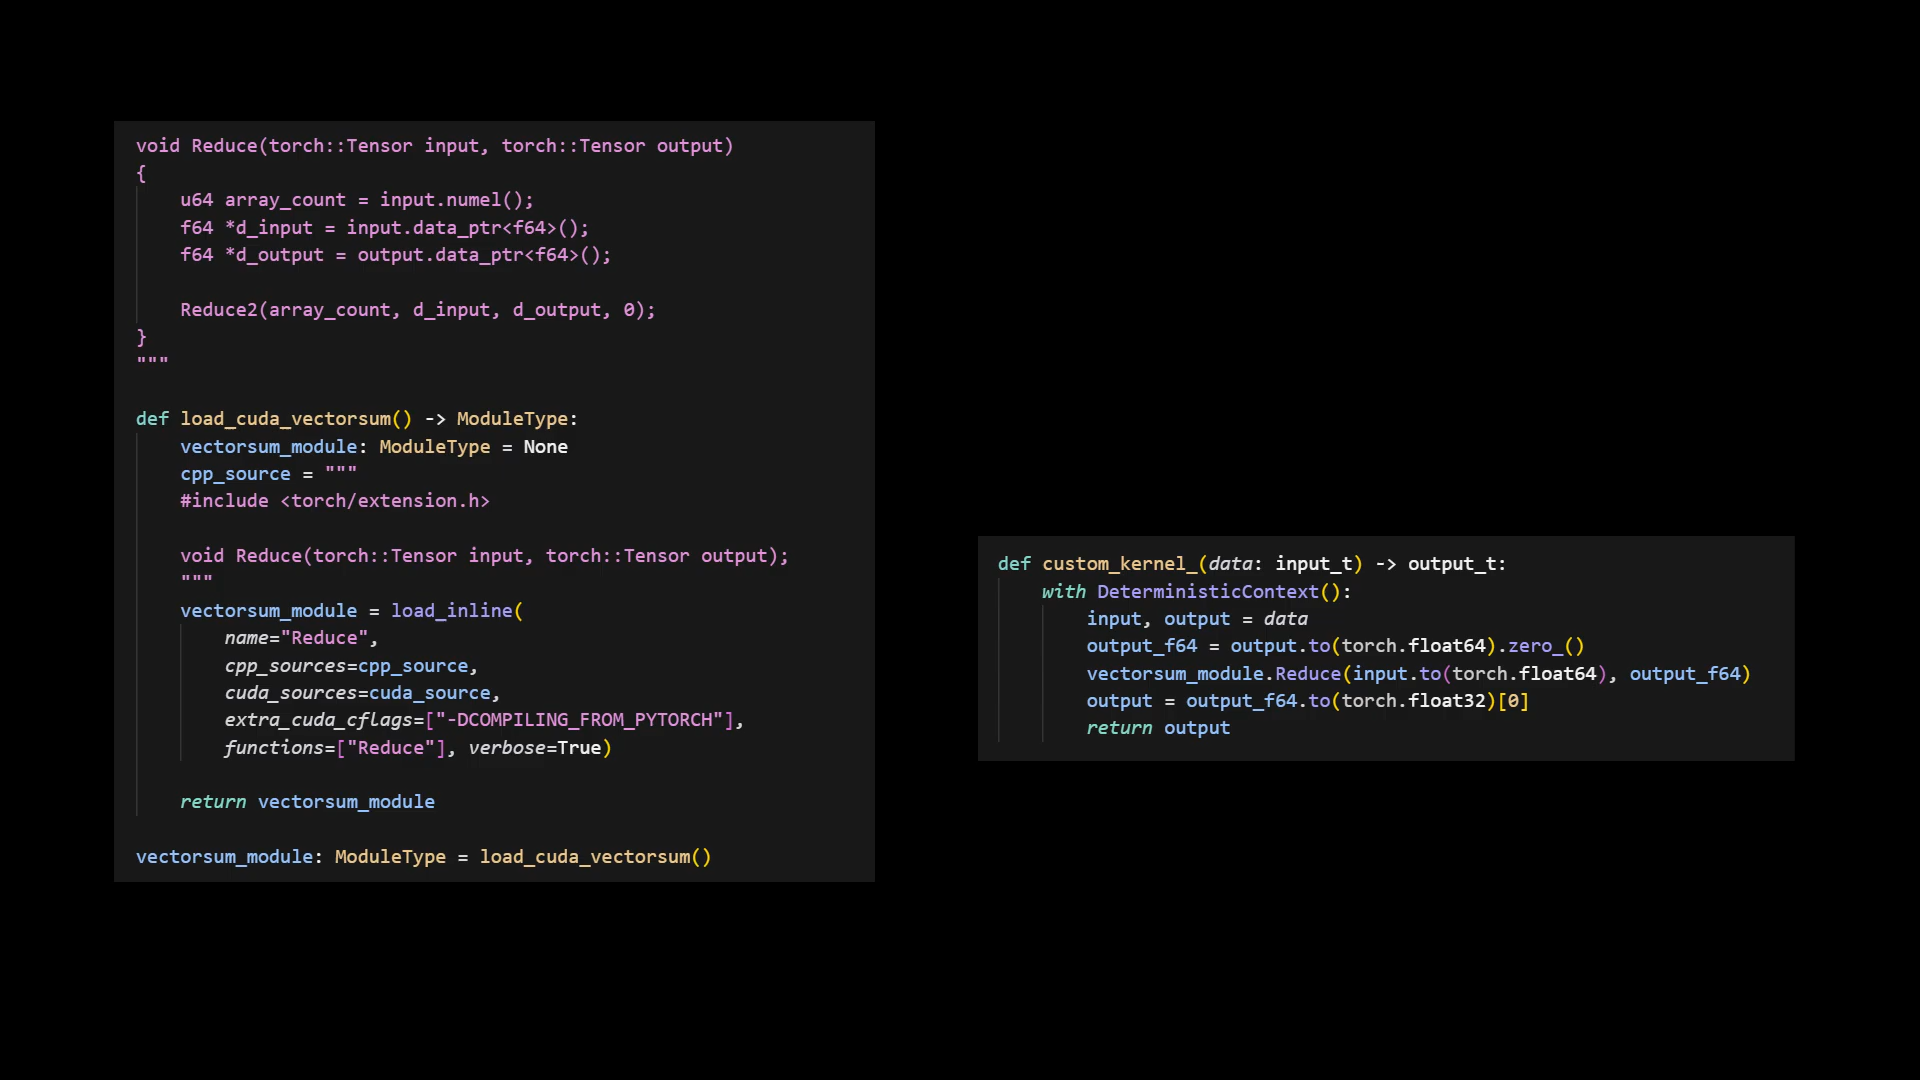 void Reduce(torch::Tensor input, torch::Tensor output)
{
    u64 array_count = input.numel();
    f64 *d_input = input.data_ptr<f64>();
    f64 *d_output = output.data_ptr<f64>();

    Reduce2(array_count, d_input, d_output, 0);
}
"""

def load_cuda_vectorsum() -> ModuleType:
    vectorsum_module: ModuleType = None
    cpp_source = """
    #include <torch/extension.h>

    void Reduce(torch::Tensor input, torch::Tensor output);
    """
    vectorsum_module = load_inline(
        name="Reduce",
        cpp_sources=cpp_source,
        cuda_sources=cuda_source,
        extra_cuda_cflags=["-DCOMPILING_FROM_PYTORCH"],
        functions=["Reduce"], verbose=True)

    return vectorsum_module

vectorsum_module: ModuleType = load_cuda_vectorsum()

def custom_kernel_(data: input_t) -> output_t:
    with DeterministicContext():
        input, output = data
        output_f64 = output.to(torch.float64).zero_()
        vectorsum_module.Reduce(input.to(torch.float64), output_f64)
        output = output_f64.to(torch.float32)[0]
        return output